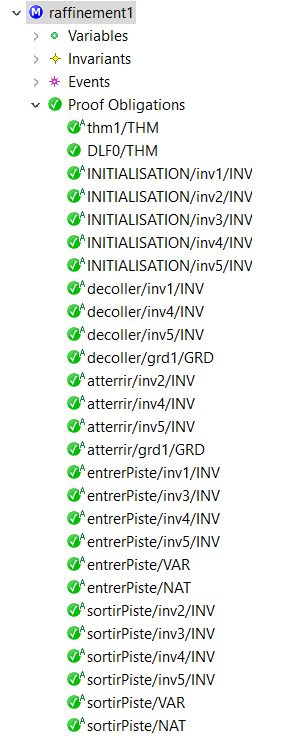 raffinement1
Variables
Invariants
Events
Proof Obligations
thm1/THM
DLF0/THM
INITIALISATION/inv1/INV
INITIALISATION/inv2/INV
INITIALISATION/inv3/INV
INITIALISATION/inv4/INV
INITIALISATION/inv5/INV
decoller/inv1/INV
decoller/inv4/INV
decoller/inv5/INV
decoller/grd1/GRD
atterrir/inv2/INV
atterrir/inv4/INV
atterrir/inv5/INV
atterrir/grd1/GRD
entrerPiste/inv1/INV
entrerPiste/inv3/INV
entrerPiste/inv4/INV
entrerPiste/inv5/INV
entrerPiste/VAR
entrerPiste/NAT
sortirPiste/inv2/INV
sortirPiste/inv3/INV
sortirPiste/inv4/INV
sortirPiste/inv5/INV
sortirPiste/VAR
sortirPiste/NAT